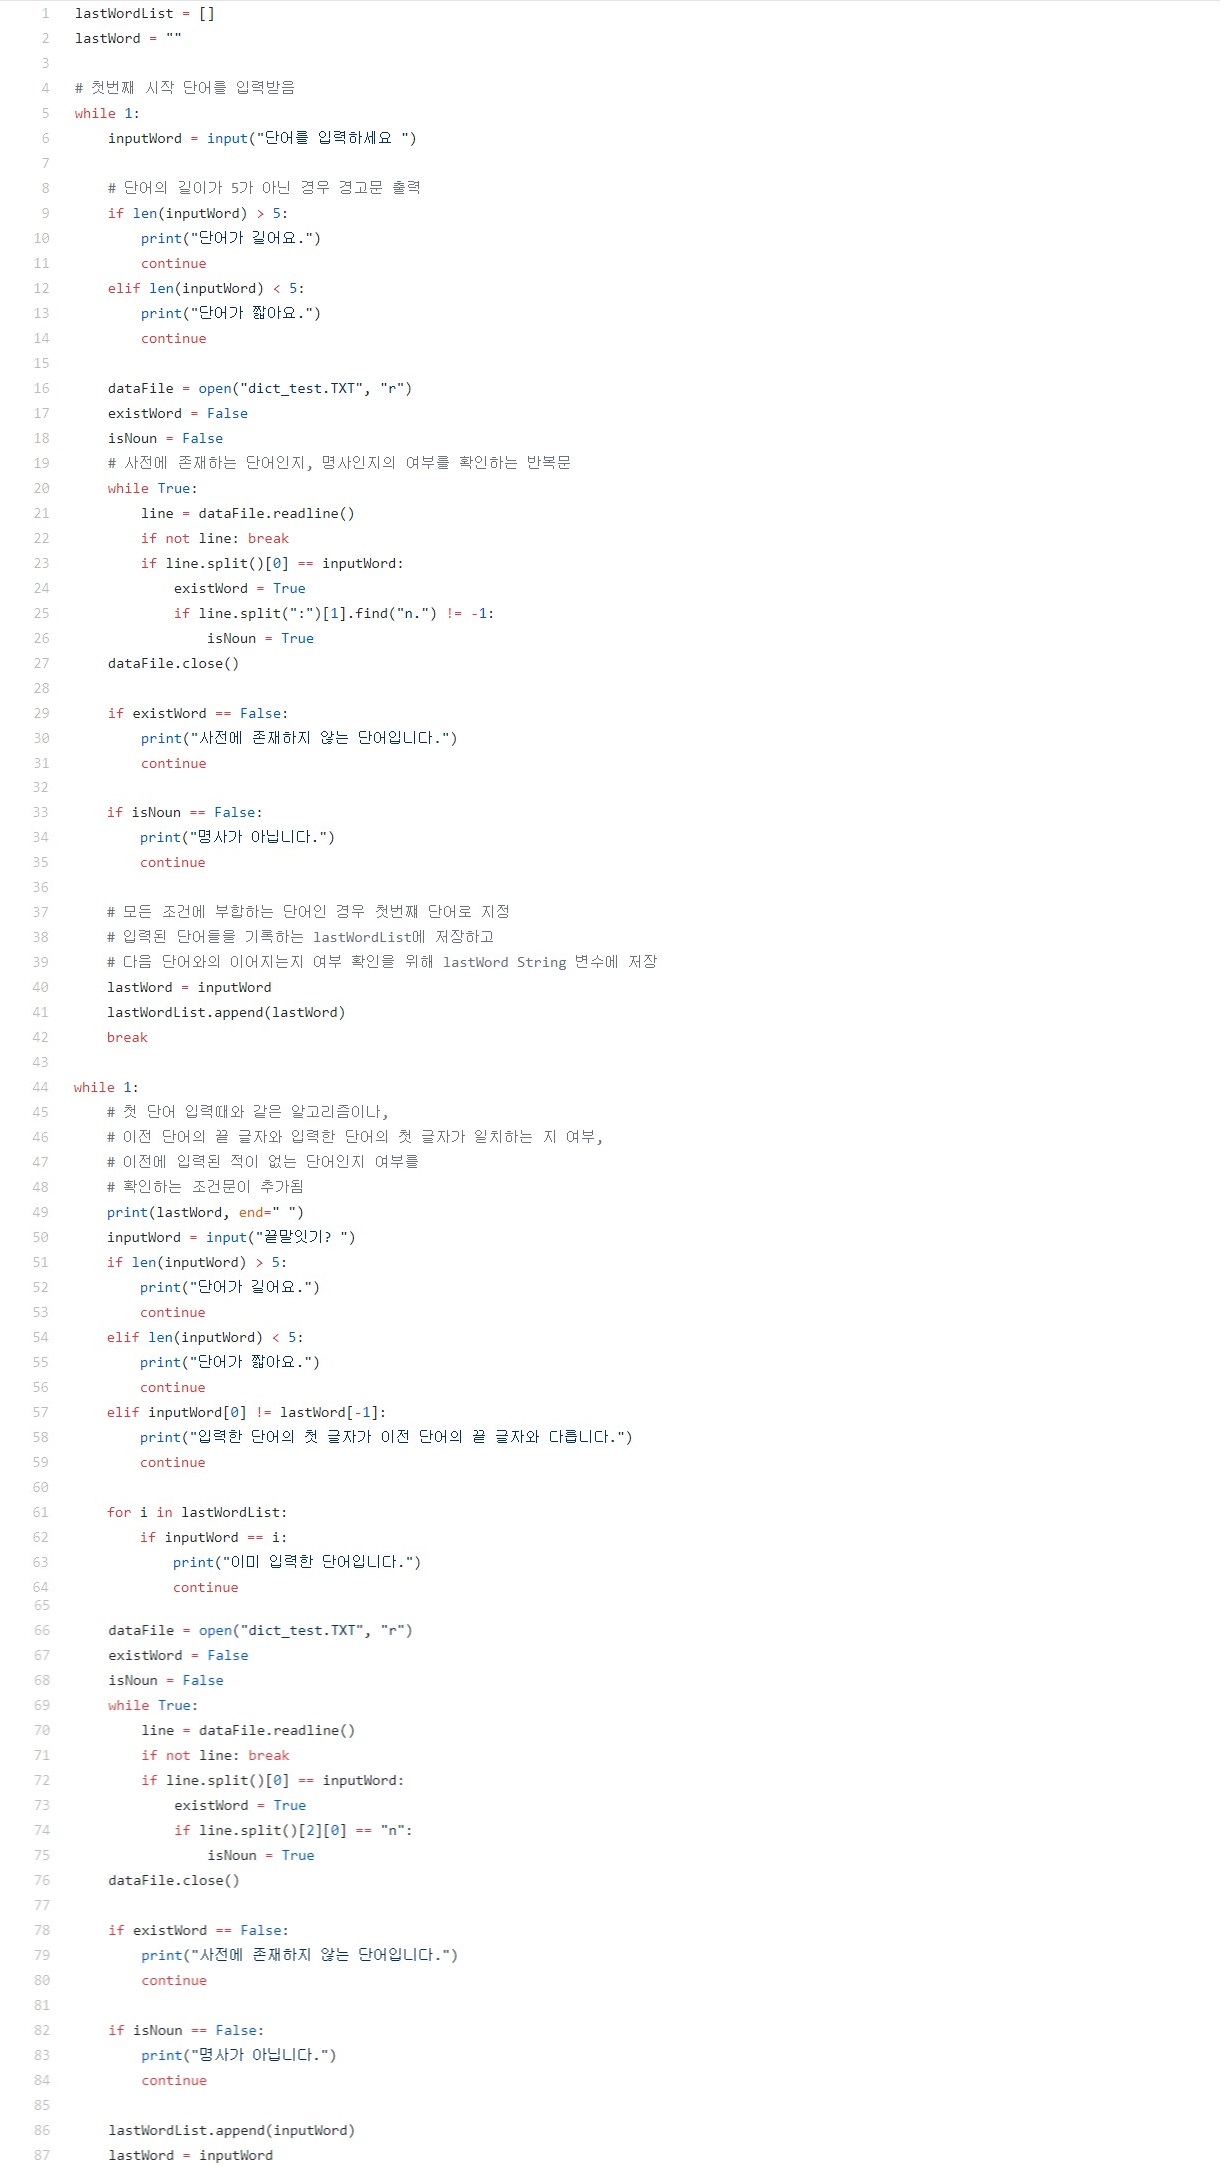 1 lastWordList = []
2 lastWord = ""
3
4 # 첫번째 시작 단어를 입력받음
5 while 1:
6     inputWord = input("단어를 입력하세요 ")
7
8     # 단어의 길이가 5가 아닌 경우 경고문 출력
9     if len(inputWord) > 5:
10         print("단어가 길어요.")
11         continue
12     elif len(inputWord) < 5:
13         print("단어가 짧아요.")
14         continue
15
16     dataFile = open("dict_test.TXT", "r")
17     existWord = False
18     isNoun = False
19     # 사전에 존재하는 단어인지, 명사인지의 여부를 확인하는 반복문
20     while True:
21         line = dataFile.readline()
22         if not line: break
23         if line.split()[0] == inputWord:
24             existWord = True
25             if line.split(":")[1].find("n.") != -1:
26                 isNoun = True
27     dataFile.close()
28
29     if existWord == False:
30         print("사전에 존재하지 않는 단어입니다.")
31         continue
32
33     if isNoun == False:
34         print("명사가 아닙니다.")
35         continue
36
37     # 모든 조건에 부합하는 단어인 경우 첫번째 단어로 지정
38     # 입력된 단어들을 기록하는 lastWordList에 저장하고
39     # 다음 단어와의 이어지는지 여부 확인을 위해 lastWord String 변수에 저장
40     lastWord = inputWord
41     lastWordList.append(lastWord)
42     break
43
44 while 1:
45     # 첫 단어 입력때와 같은 알고리즘이나,
46     # 이전 단어의 끝 글자와 입력한 단어의 첫 글자가 일치하는 지 여부,
47     # 이전에 입력된 적이 없는 단어인지 여부를
48     # 확인하는 조건문이 추가됨
49     print(lastWord, end=" ")
50     inputWord = input("끝말잇기? ")
51     if len(inputWord) > 5:
52         print("단어가 길어요.")
53         continue
54     elif len(inputWord) < 5:
55         print("단어가 짧아요.")
56         continue
57     elif inputWord[0] != lastWord[-1]:
58         print("입력한 단어의 첫 글자가 이전 단어의 끝 글자와 다릅니다.")
59         continue
60
61     for i in lastWordList:
62         if inputWord == i:
63             print("이미 입력한 단어입니다.")
64             continue
65
66     dataFile = open("dict_test.TXT", "r")
67     existWord = False
68     isNoun = False
69     while True:
70         line = dataFile.readline()
71         if not line: break
72         if line.split()[0] == inputWord:
73             existWord = True
74             if line.split()[2][0] == "n":
75                 isNoun = True
76     dataFile.close()
77
78     if existWord == False:
79         print("사전에 존재하지 않는 단어입니다.")
80         continue
81
82     if isNoun == False:
83         print("명사가 아닙니다.")
84         continue
85
86     lastWordList.append(inputWord)
87     lastWord = inputWord